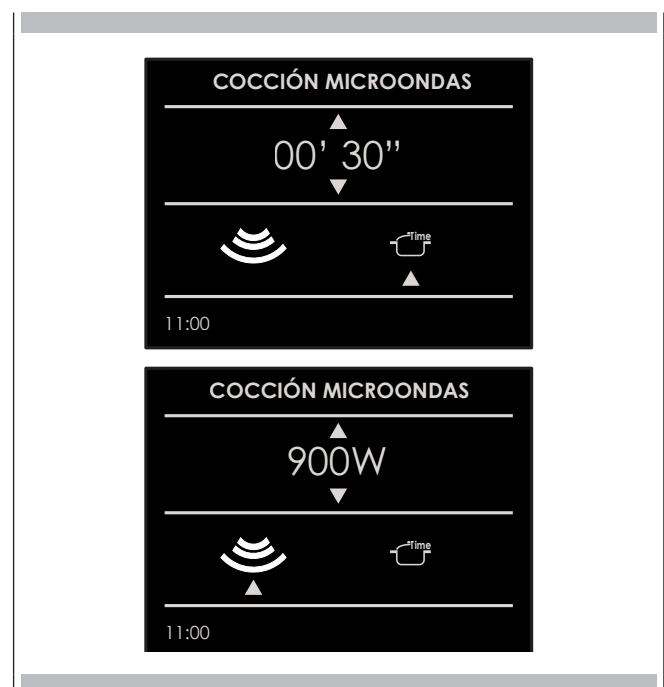 COCCIÓN MICROONDAS
00’ 30’’
Time
11:00
COCCIÓN MICROONDAS
900W
Time
11:00